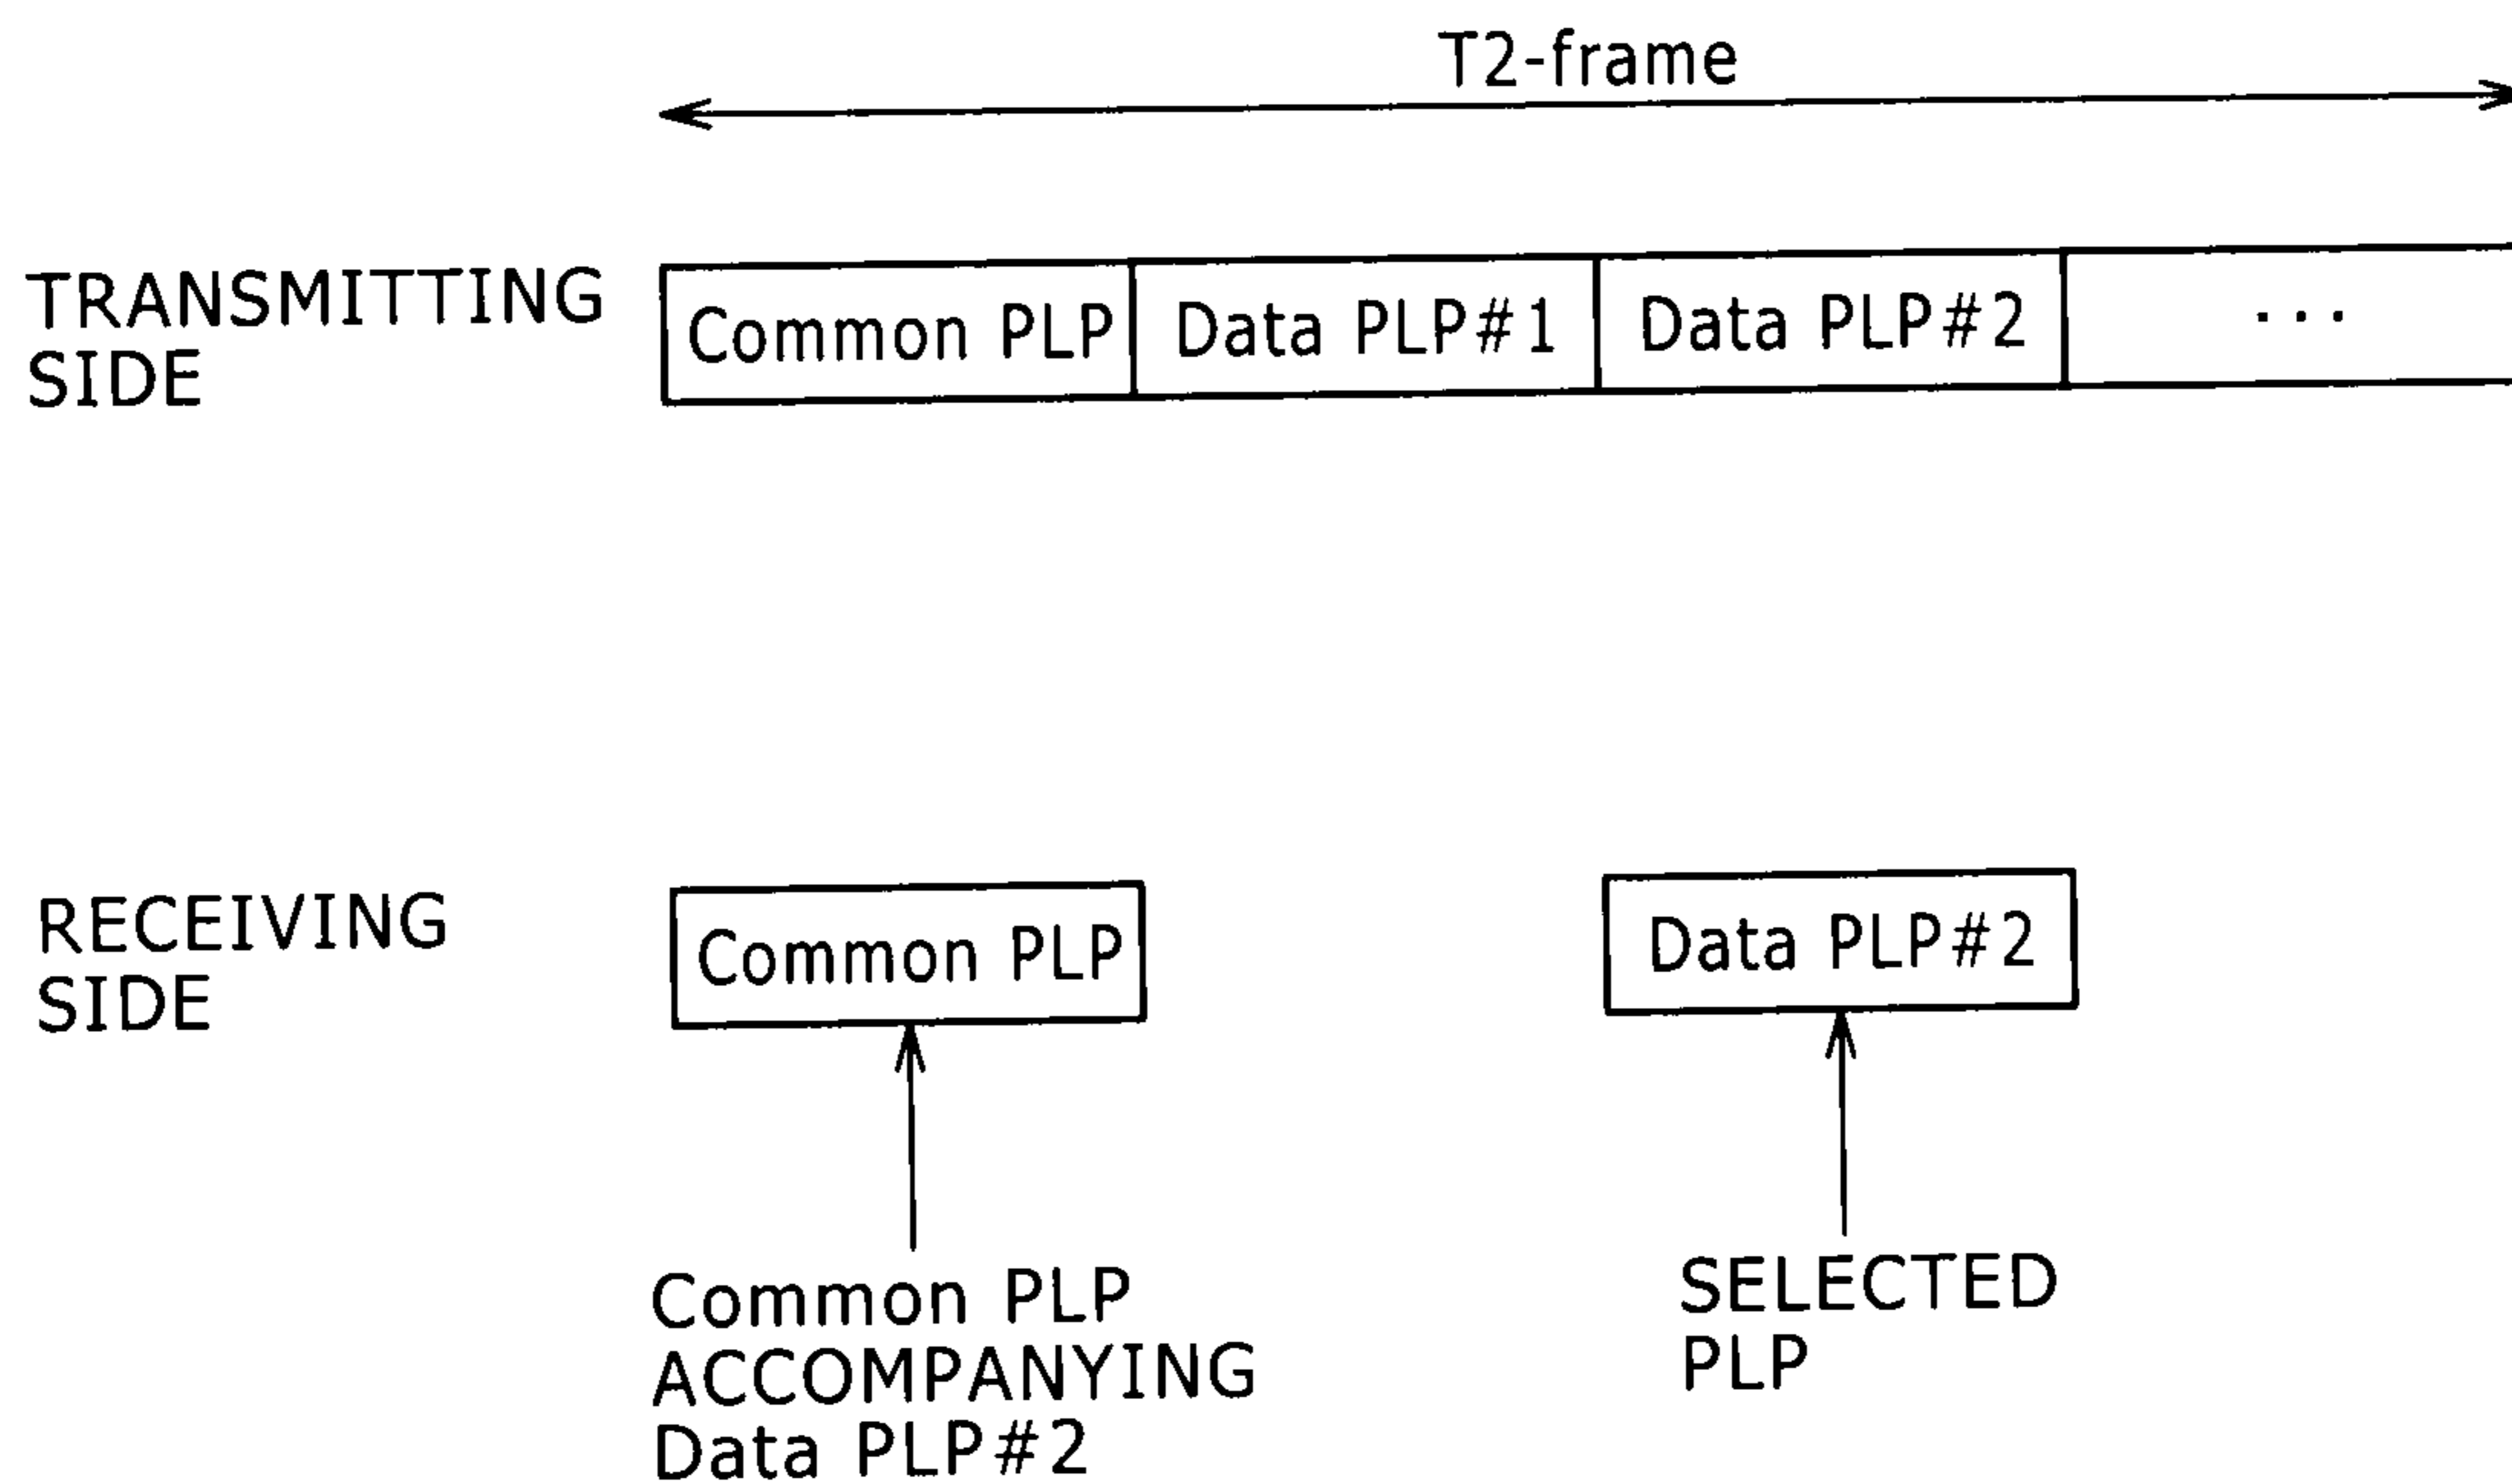 T2-frame
TRANSMITTING
SIDE
Common PLP
Data PLP#1
Data PLP#2
...
RECEIVING
SIDE
Common PLP
Data PLP#2
Common PLP
ACCOMPANYING
Data PLP#2
SELECTED
PLP